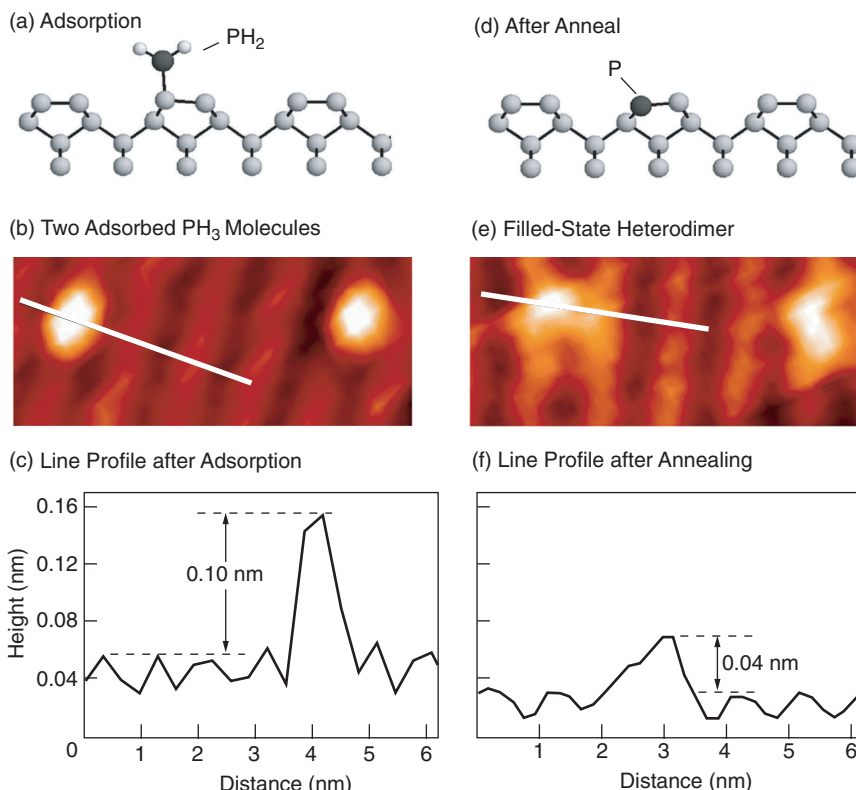 (a) Adsorption
PH2
(d) After Anneal
P
(b) Two Adsorbed PH3 Molecules
(e) Filled-State Heterodimer
(c) Line Profile after Adsorption
0.16
0.12
0.08
0.04
0
Height (nm)
0.10 nm
1 2 3 4 5 6
Distance (nm)
(f) Line Profile after Annealing
0.04 nm
1 2 3 4 5 6
Distance (nm)